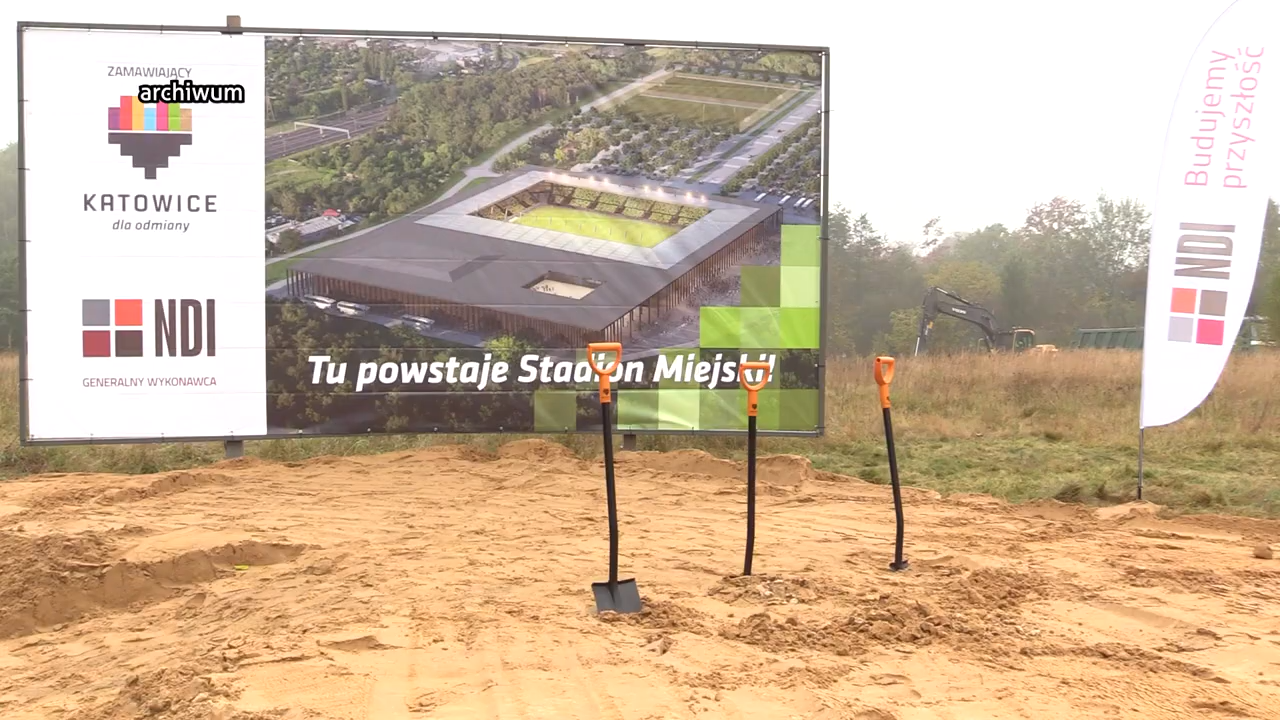 ZAMAWIAJĄCY
archiwum
KATOWICE
dla odmiany
NDI
GENERALNY WYKONAWCA
Tu powstaje Stadion Miejski!
Budujemy
przyszłość
NDI